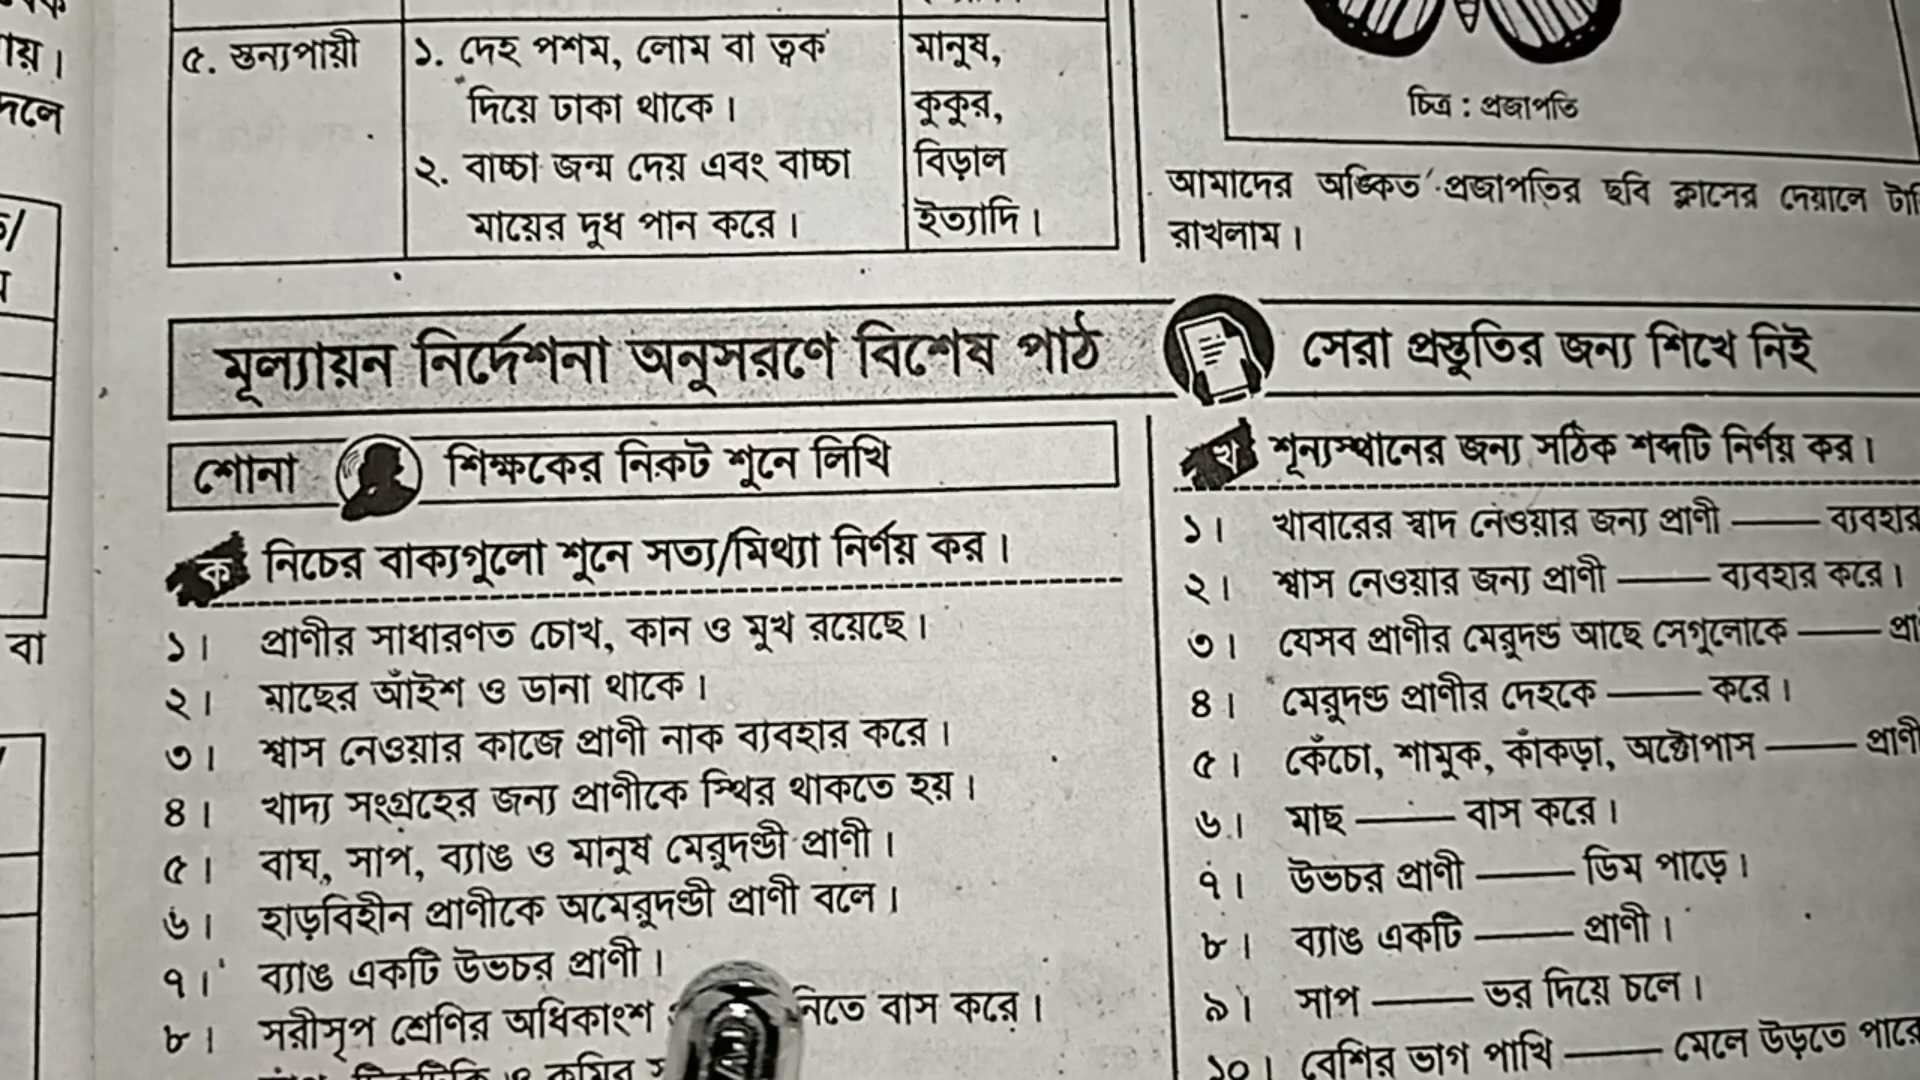 ৫. স্তন্যপায়ী
১. দেহ পশম, লোম বা ত্বক
দিয়ে ঢাকা থাকে।
২. বাচ্চা জন্ম দেয় এবং বাচ্চা
মায়ের দুধ পান করে।
মানুষ,
কুকুর,
বিড়াল
ইত্যাদি।
চিত্র : প্রজাপতি
আমাদের অঙ্কিত প্রজাপতির ছবি ক্লাসের দেয়ালে
রাখলাম।
মূল্যায়ন নির্দেশনা অনুসরণে বিশেষ পাঠ
সেরা প্রস্তুতির জন্য শিখে নিই
শোনা শিক্ষকের নিকট শুনে লিখি
ক নিচের বাক্যগুলো শুনে সত্য/মিথ্যা নির্ণয় কর।
১। প্রাণীর সাধারণত চোখ, কান ও মুখ রয়েছে।
২। মাছের আঁইশ ও ডানা থাকে।
৩। শ্বাস নেওয়ার কাজে প্রাণী নাক ব্যবহার করে।
৪। খাদ্য সংগ্রহের জন্য প্রাণীকে স্থির থাকতে হয়।
৫। বাঘ, সাপ, ব্যাঙ ও মানুষ মেরুদণ্ডী প্রাণী।
৬। হাড়বিহীন প্রাণীকে অমেরুদণ্ডী প্রাণী বলে।
৭। ব্যাঙ একটি উভচর প্রাণী।
৮। সরীসৃপ শ্রেণির অধিকাংশ নিতে বাস করে।
খ শূন্যস্থানের জন্য সঠিক শব্দটি নির্ণয় কর।
১। খাবারের স্বাদ নেওয়ার জন্য প্রাণী —— ব্যবহার
২। শ্বাস নেওয়ার জন্য প্রাণী —— ব্যবহার করে।
৩। যেসব প্রাণীর মেরুদণ্ড আছে সেগুলোকে ——
৪। মেরুদণ্ড প্রাণীর দেহকে —— করে।
৫। কেঁচো, শামুক, কাঁকড়া, অক্টোপাস —— প্রাণী
৬। মাছ —— বাস করে।
৭। উভচর প্রাণী —— ডিম পাড়ে।
৮। ব্যাঙ একটি —— প্রাণী।
৯। সাপ —— ভর দিয়ে চলে।
১০। বেশির ভাগ পাখি —— মেলে উড়তে পারে